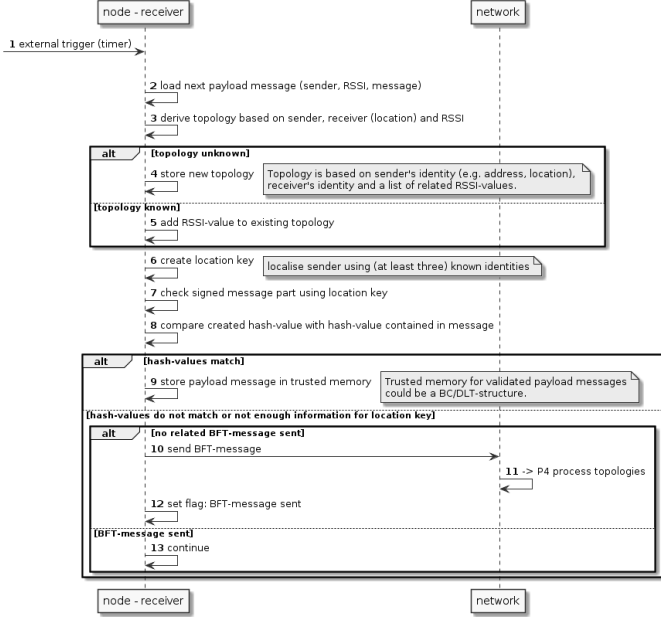 node - receiver
network
1 external trigger (timer)
2 load next payload message (sender, RSSI, message)
3 derive topology based on sender, receiver (location) and RSSI
alt [topology unknown]
4 store new topology
Topology is based on sender's identity (e.g. address, location),
receiver's identity and a list of related RSSI-values.
[topology known]
5 add RSSI-value to existing topology
6 create location key
localise sender using (at least three) known identities
7 check signed message part using location key
8 compare created hash-value with hash-value contained in message
alt [hash-values match]
9 store payload message in trusted memory
Trusted memory for validated payload messages
could be a BC/DLT-structure.
[hash-values do not match or not enough information for location key]
alt [no related BFT-message sent]
10 send BFT-message
11 -> P4 process topologies
12 set flag: BFT-message sent
[BFT-message sent]
13 continue
node - receiver
network